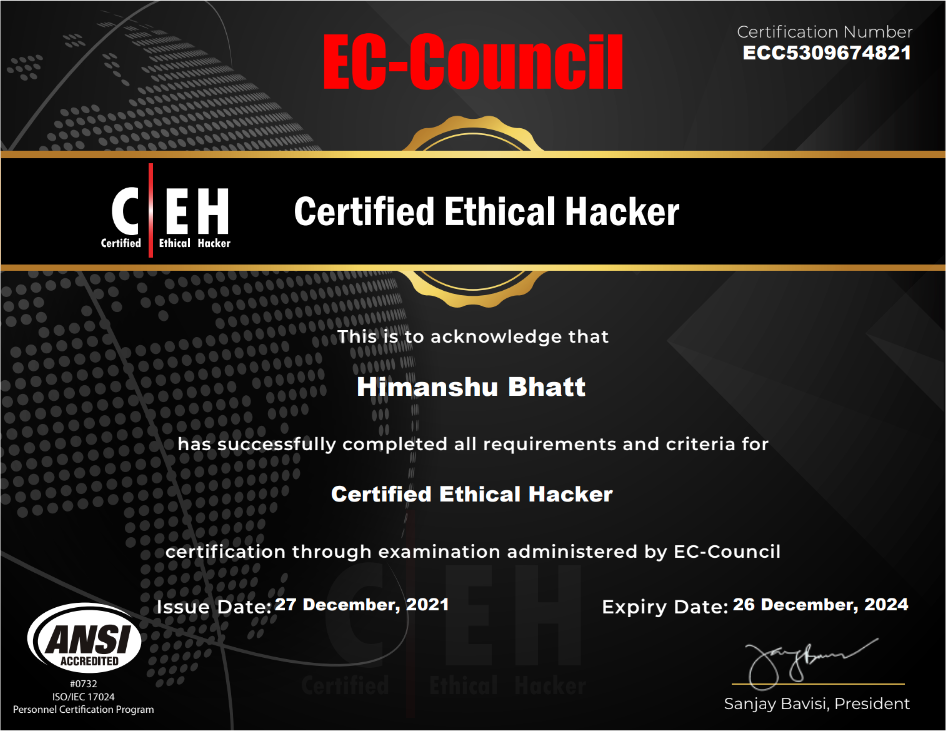 EC-Council
Certification Number
ECC5309674821
C EH
Certified Ethical Hacker
Certified Ethical Hacker
This is to acknowledge that
Himanshu Bhatt
has successfully completed all requirements and criteria for
Certified Ethical Hacker
certification through examination administered by EC-Council
Issue Date: 27 December, 2021
Expiry Date: 26 December, 2024
C EH
Certified Ethical Hacker
ANSI
ACCREDITED
#0732
ISO/IEC 17024
Personnel Certification Program
Sanjay Bavisi, President